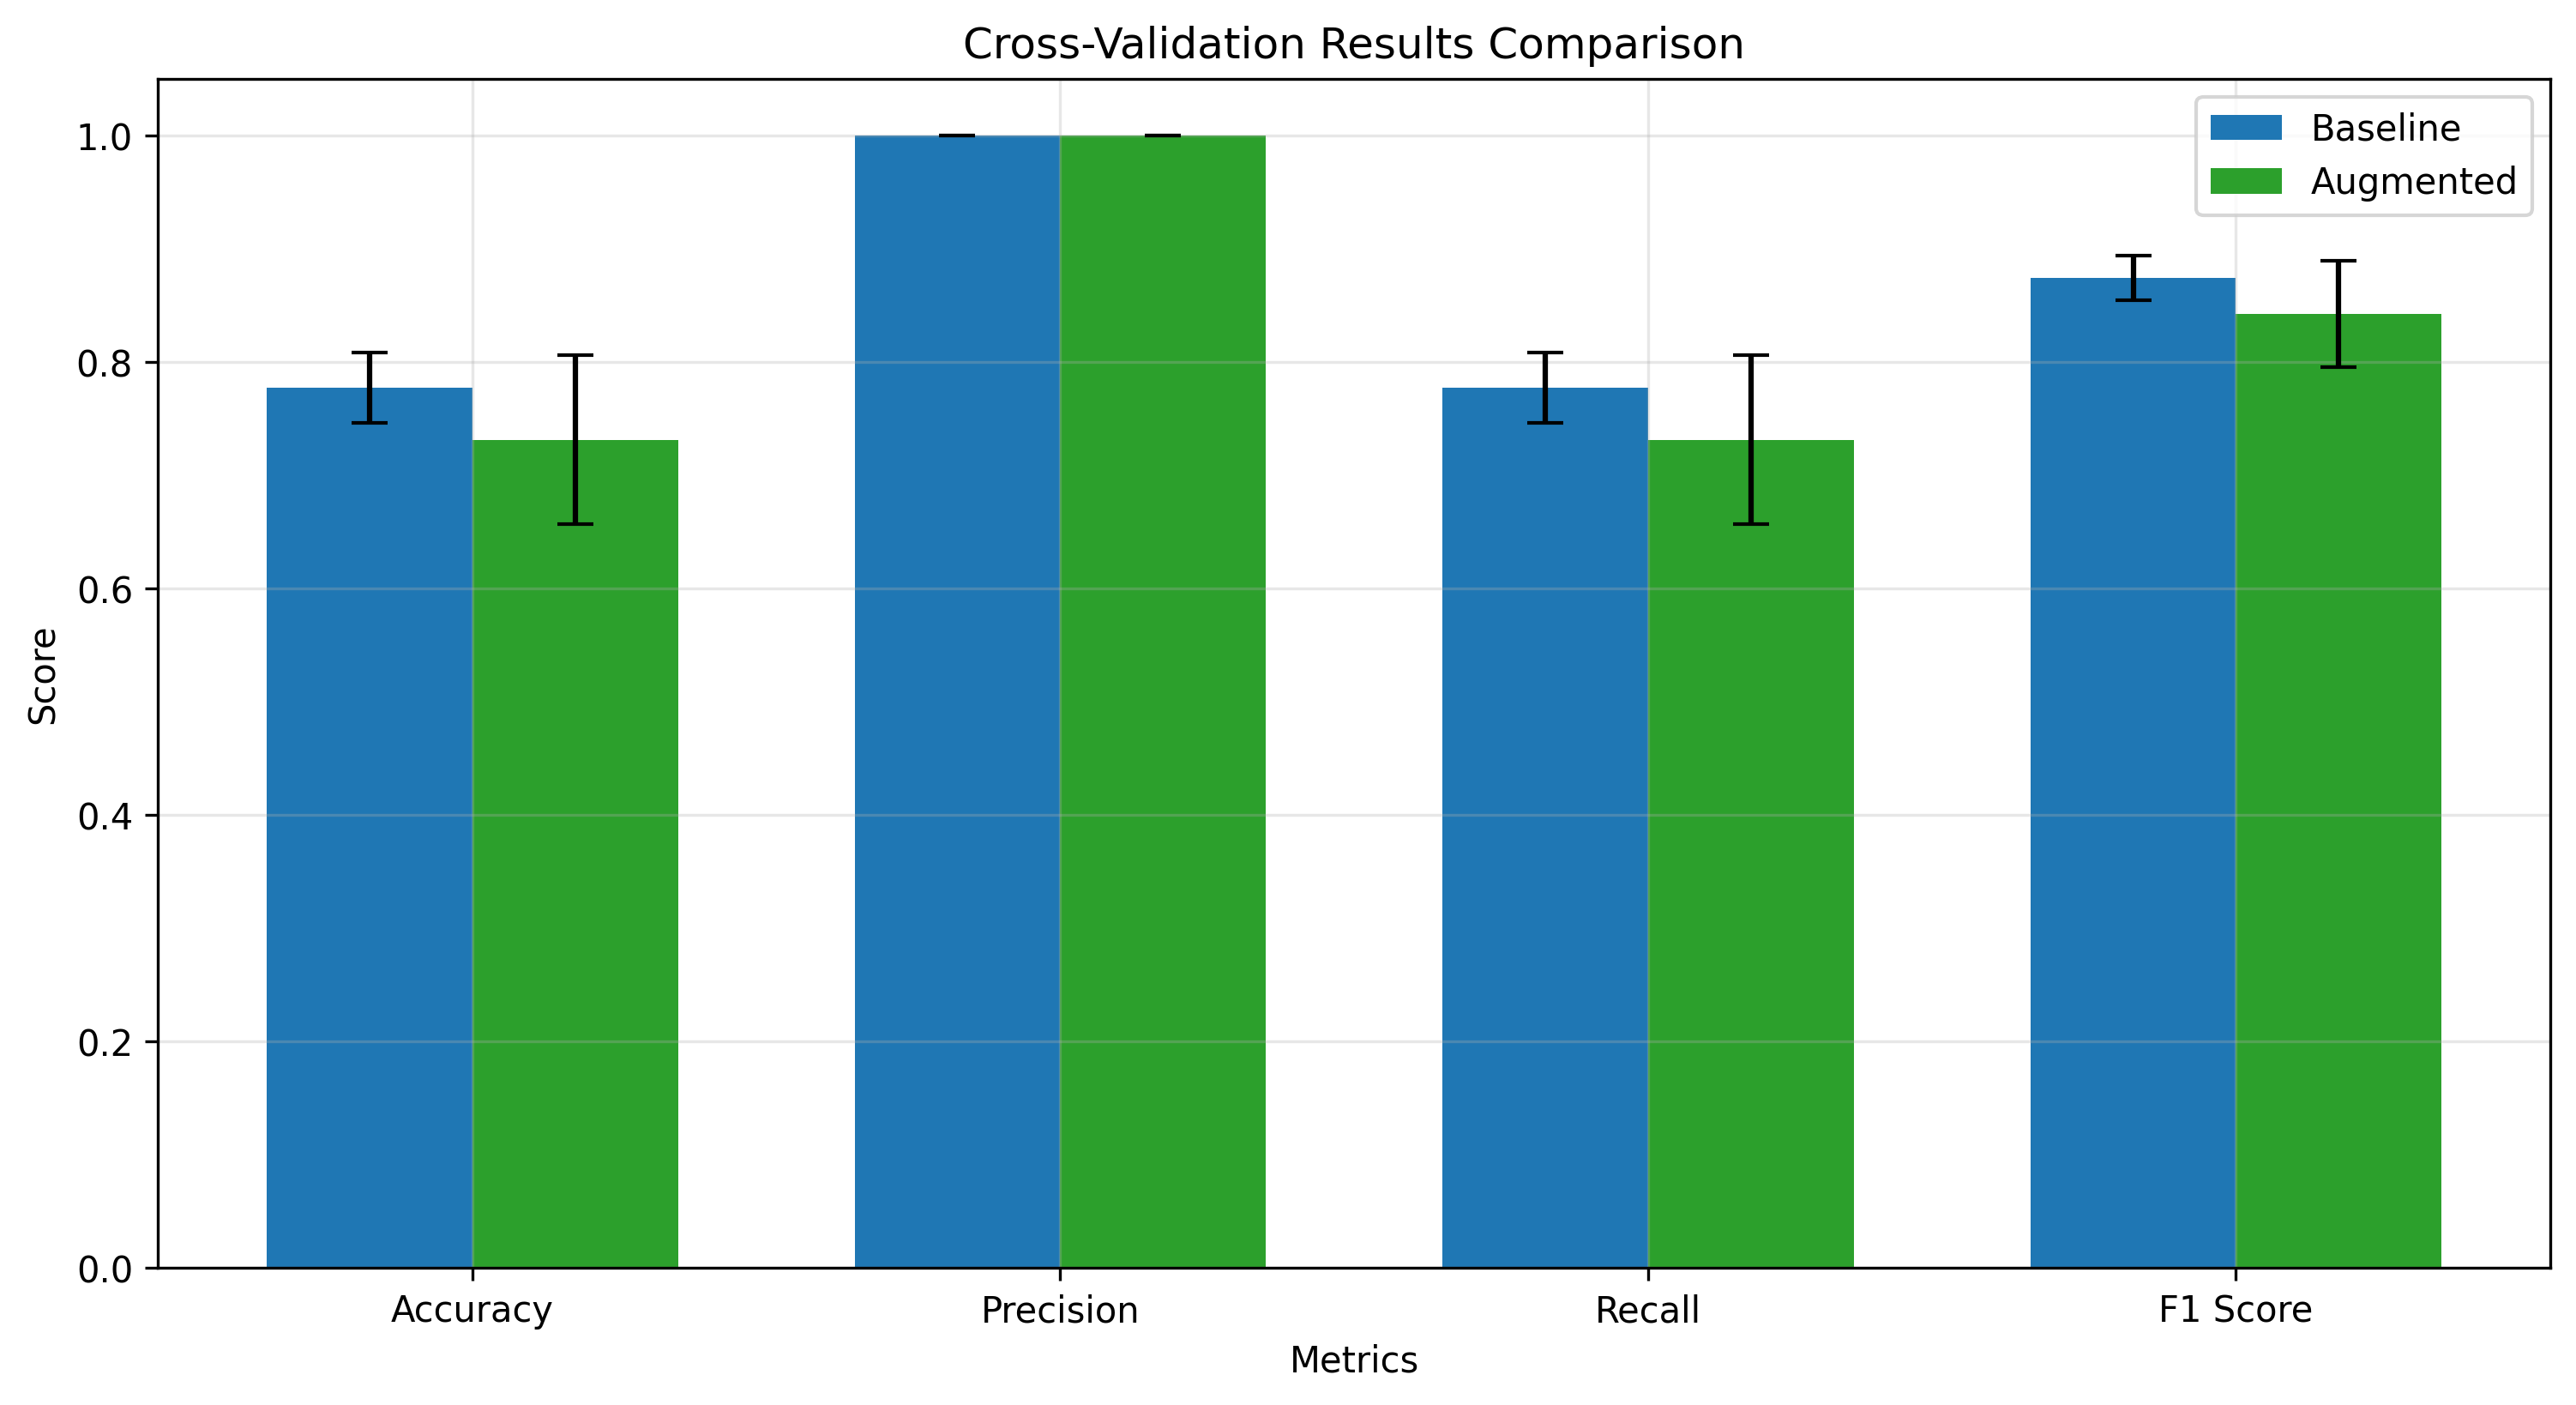 Cross-Validation Results Comparison
Baseline
Augmented
1.0
0.8
0.6
0.4
0.2
0.0
Score
Accuracy
Precision
Recall
F1 Score
Metrics